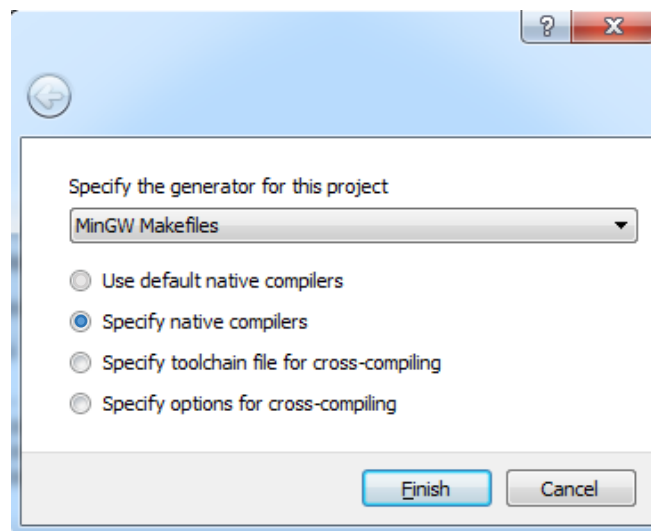 ?
X
Specify the generator for this project
MinGW Makefiles
Use default native compilers
Specify native compilers
Specify toolchain file for cross-compiling
Specify options for cross-compiling
Finish
Cancel